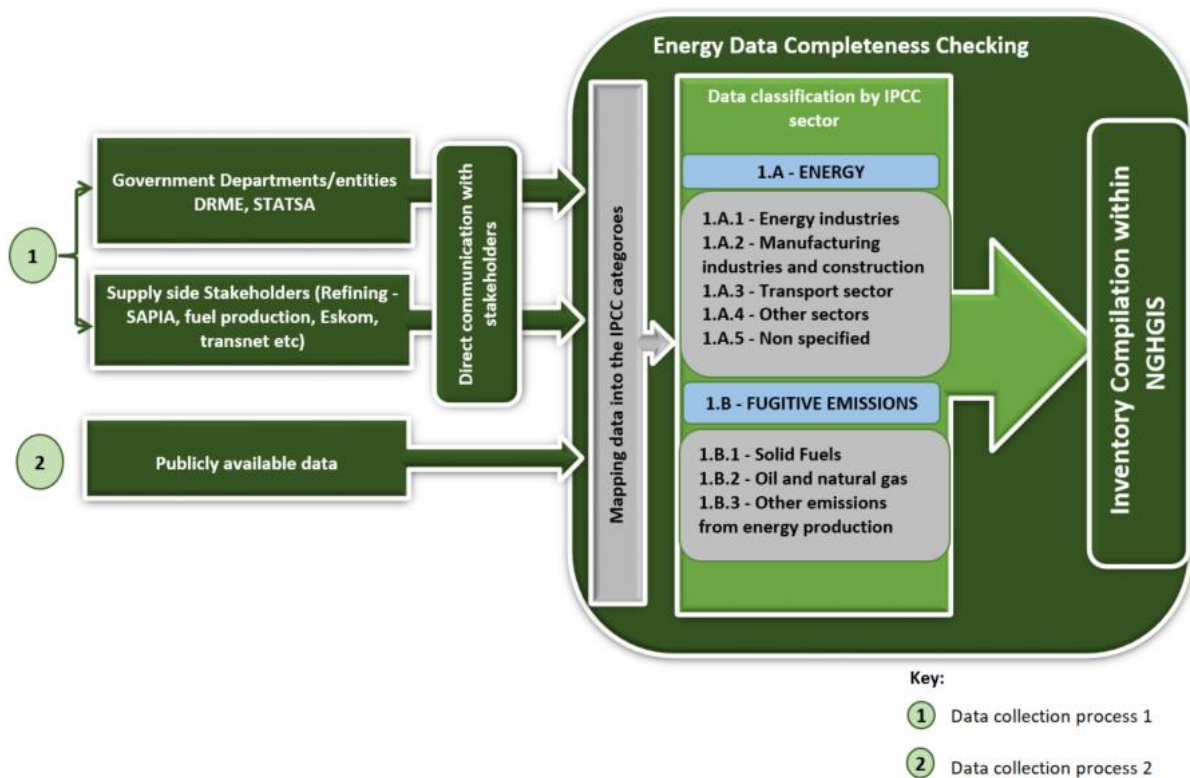 Energy Data Completeness Checking
Data classification by IPCC
sector
Government Departments/entities
DRME, STATSA
1
Supply side Stakeholders (Refining -
SAPIA, fuel production, Eskom,
transnet etc)
Direct communication with
stakeholders
2
Publicly available data
Mapping data into the IPCC categoroes
1.A - ENERGY
1.A.1 - Energy industries
1.A.2 - Manufacturing
industries and construction
1.A.3 - Transport sector
1.A.4 - Other sectors
1.A.5 - Non specified
1.B - FUGITIVE EMISSIONS
1.B.1 - Solid Fuels
1.B.2 - Oil and natural gas
1.B.3 - Other emissions
from energy production
Inventory Compilation within
NGHGIS
Key:
1 Data collection process 1
2 Data collection process 2